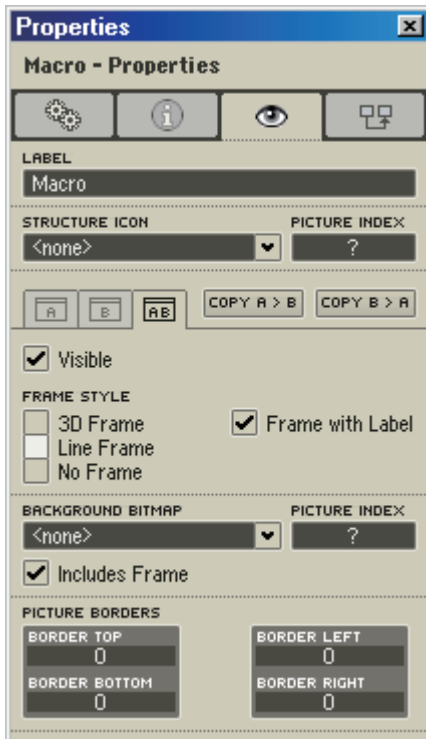 Properties
Macro - Properties
LABEL
Macro
STRUCTURE ICON PICTURE INDEX
<none> ?
A B AB COPY A > B COPY B > A
Visible
FRAME STYLE
3D Frame Frame with Label
Line Frame
No Frame
BACKGROUND BITMAP PICTURE INDEX
<none> ?
Includes Frame
PICTURE BORDERS
BORDER TOP BORDER LEFT
0 0
BORDER BOTTOM BORDER RIGHT
0 0